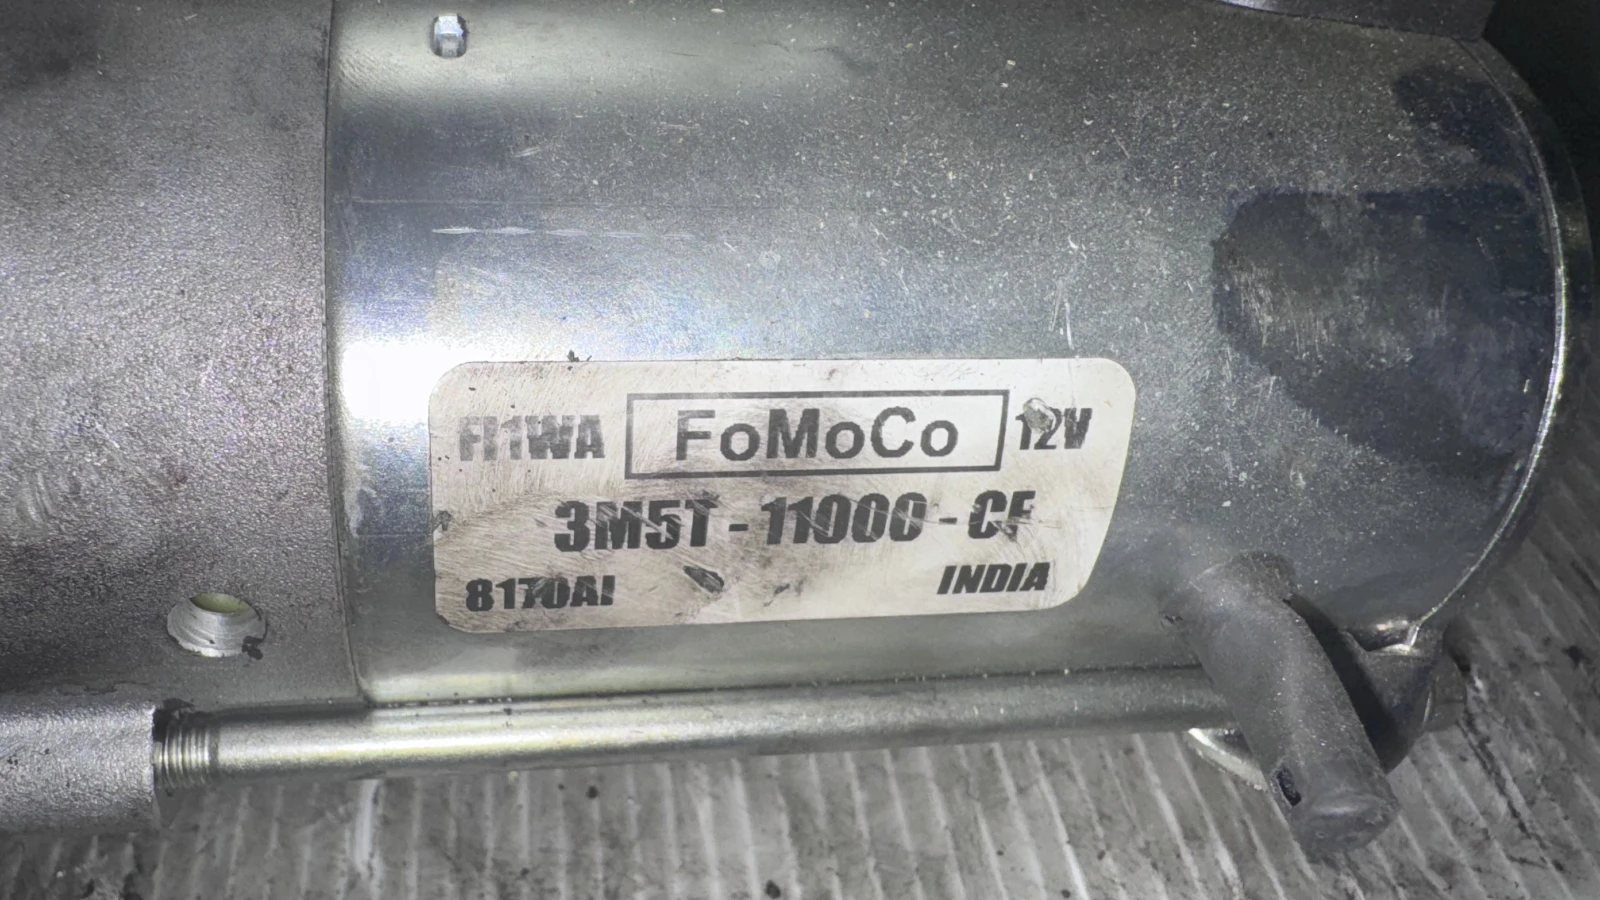 FI1WA FoMoCo 12V
3M5T-11000-CF
8170AI INDIA